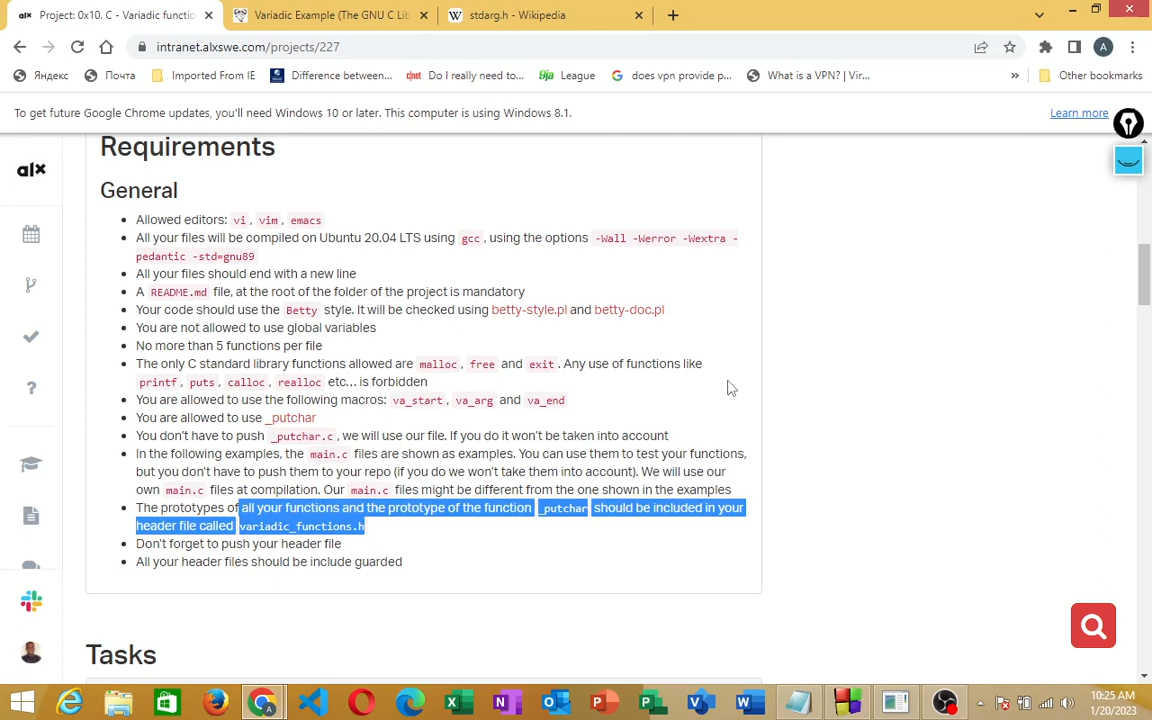 alx Project: 0x10. C - Variadic functio
Variadic Example (The GNU C Lib
W stdarg.h - Wikipedia
intranet.alxswe.com/projects/227
A
Яндекс
Почта
Imported From IE
Difference between...
cnet Do I really need to...
9ja League
G does vpn provide p...
What is a VPN? | Vir...
»
Other bookmarks
To get future Google Chrome updates, you'll need Windows 10 or later. This computer is using Windows 8.1.
Learn more
alx
Requirements
General
Allowed editors: vi, vim, emacs
All your files will be compiled on Ubuntu 20.04 LTS using gcc, using the options -Wall -Werror -Wextra -
pedantic -std=gnu89
All your files should end with a new line
A README.md file, at the root of the folder of the project is mandatory
Your code should use the Betty style. It will be checked using betty-style.pl and betty-doc.pl
You are not allowed to use global variables
No more than 5 functions per file
The only C standard library functions allowed are malloc, free and exit. Any use of functions like
printf, puts, calloc, realloc etc... is forbidden
You are allowed to use the following macros: va_start, va_arg and va_end
You are allowed to use _putchar
You don't have to push _putchar.c, we will use our file. If you do it won't be taken into account
In the following examples, the main.c files are shown as examples. You can use them to test your functions,
but you don't have to push them to your repo (if you do we won't take them into account). We will use our
own main.c files at compilation. Our main.c files might be different from the one shown in the examples
The prototypes of all your functions and the prototype of the function _putchar should be included in your
header file called variadic_functions.h
Don't forget to push your header file
All your header files should be include guarded
Tasks
10:25 AM
1/20/2023